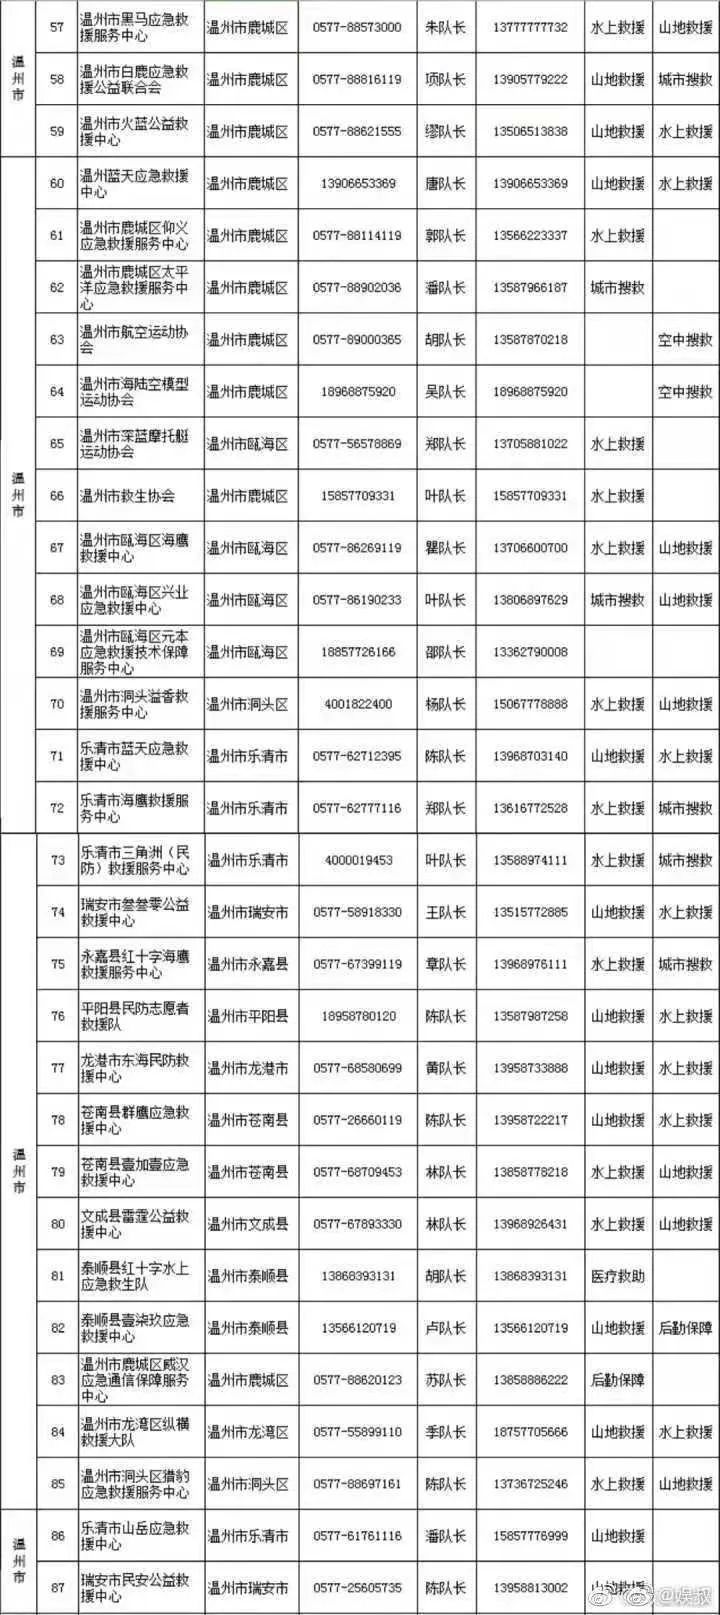 温州市
57 温州市黑马应急救援服务中心 温州市鹿城区 0577-88573000 朱队长 13777777732 水上救援 山地救援
58 温州市白鹿应急救援公益联合会 温州市鹿城区 0577-88816119 项队长 13905779222 山地救援 城市搜救
59 温州市火蓝公益救援中心 温州市鹿城区 0577-88621555 缪队长 13506513838 山地救援 水上救援
温州市
60 温州蓝天应急救援中心 温州市鹿城区 13906653369 唐队长 13906653369 山地救援 水上救援
61 温州市鹿城区仰义应急救援服务中心 温州市鹿城区 0577-88114119 郭队长 13566223337 水上救援
62 温州市鹿城区太平洋应急救援服务中心 温州市鹿城区 0577-88902036 潘队长 13587966187 城市搜救
63 温州市航空运动协会 温州市鹿城区 0577-89000365 胡队长 13587870218 空中搜救
64 温州市海陆空模型运动协会 温州市鹿城区 18968875920 吴队长 18968875920 空中搜救
65 温州市深蓝摩托艇运动协会 温州市瓯海区 0577-56578869 郑队长 13705881022 水上救援
66 温州市救生协会 温州市鹿城区 15857709331 叶队长 15857709331 水上救援
67 温州市瓯海区海鹰救援中心 温州市瓯海区 0577-86269119 瞿队长 13706600700 水上救援 山地救援
68 温州市瓯海区兴业应急救援中心 温州市瓯海区 0577-86190233 叶队长 13806897629 城市搜救 山地救援
69 温州市瓯海区元本应急救援技术保障服务中心 温州市瓯海区 18857726166 邵队长 13362790008
70 温州市洞头溢香救援服务中心 温州市洞头区 4001822400 杨队长 15067778888 水上救援 山地救援
71 乐清市蓝天应急救援中心 温州市乐清市 0577-62712395 陈队长 13968703140 山地救援 水上救援
72 乐清市海鹰救援服务中心 温州市乐清市 0577-62777116 郑队长 13616772528 水上救援 城市搜救
温州市
73 乐清市三角洲（民防）救援服务中心 温州市乐清市 4000019453 叶队长 13588974111 水上救援 城市搜救
74 瑞安市叁叁零公益救援中心 温州市瑞安市 0577-58918330 王队长 13515772885 山地救援 水上救援
75 永嘉县红十字海鹰救援服务中心 温州市永嘉县 0577-67399119 章队长 13968976111 水上救援 城市搜救
76 平阳县民防志愿者救援队 温州市平阳县 18958780120 陈队长 13587987258 山地救援 水上救援
77 龙港市东海民防救援中心 温州市龙港市 0577-68580699 黄队长 13958733888 山地救援 水上救援
78 苍南县群鹰应急救援中心 温州市苍南县 0577-26660119 陈队长 13958722217 山地救援 水上救援
79 苍南县壹加壹应急救援中心 温州市苍南县 0577-68709453 林队长 13858778218 水上救援 山地救援
80 文成县雷霆公益救援中心 温州市文成县 0577-67893330 林队长 13968926431 水上救援 山地救援
81 泰顺县红十字水上应急救生队 温州市泰顺县 13868393131 胡队长 13868393131 医疗救助
82 泰顺县壹柒玖应急救援中心 温州市泰顺县 13566120719 卢队长 13566120719 山地救援 后勤保障
83 温州市鹿城区威汉应急通信保障服务中心 温州市鹿城区 0577-88620123 苏队长 13858886222 后勤保障
84 温州市龙湾区纵横救援大队 温州市龙湾区 0577-55899110 季队长 18757705666 山地救援 水上救援
85 温州市洞头区猎豹应急救援服务中心 温州市洞头区 0577-88697161 陈队长 13736725246 水上救援 山地救援
温州市
86 乐清市山岳应急救援中心 温州市乐清市 0577-61761116 潘队长 15857776999 山地救援
87 瑞安市民安公益救援中心 温州市瑞安市 0577-25605735 陈队长 13958813002 山地救援
@娱叔